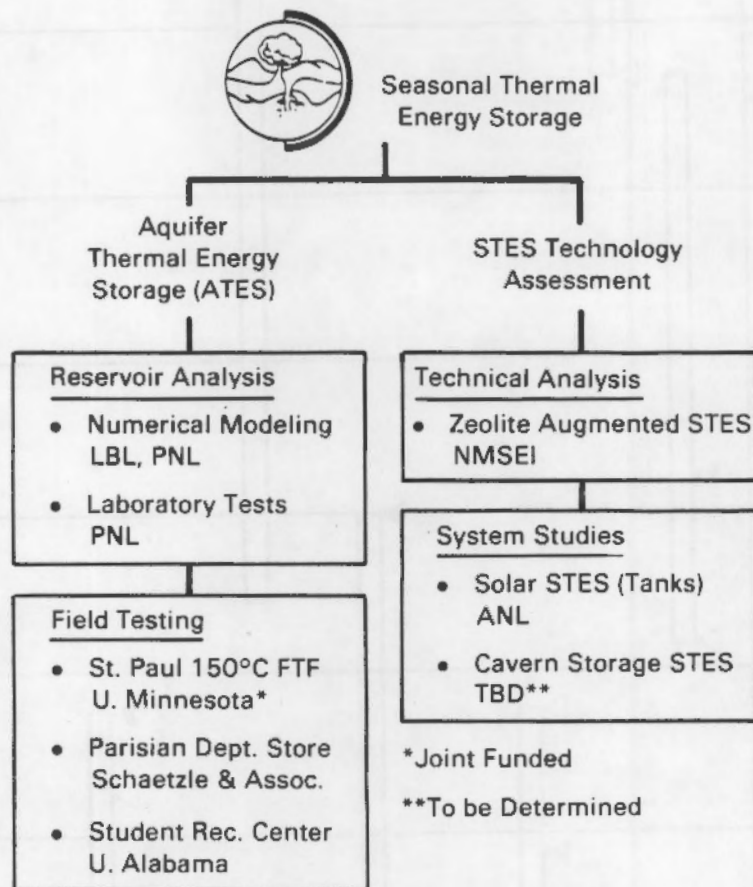 Seasonal Thermal
Energy Storage
Aquifer
Thermal Energy
Storage (ATES)
Reservoir Analysis
• Numerical Modeling
LBL, PNL
• Laboratory Tests
PNL
Field Testing
• St. Paul 150°C FTF
U. Minnesota*
• Parisian Dept. Store
Schaetzle & Assoc.
• Student Rec. Center
U. Alabama
STES Technology
Assessment
Technical Analysis
• Zeolite Augmented STES
NMSEI
System Studies
• Solar STES (Tanks)
ANL
• Cavern Storage STES
TBD**
*Joint Funded
**To be Determined